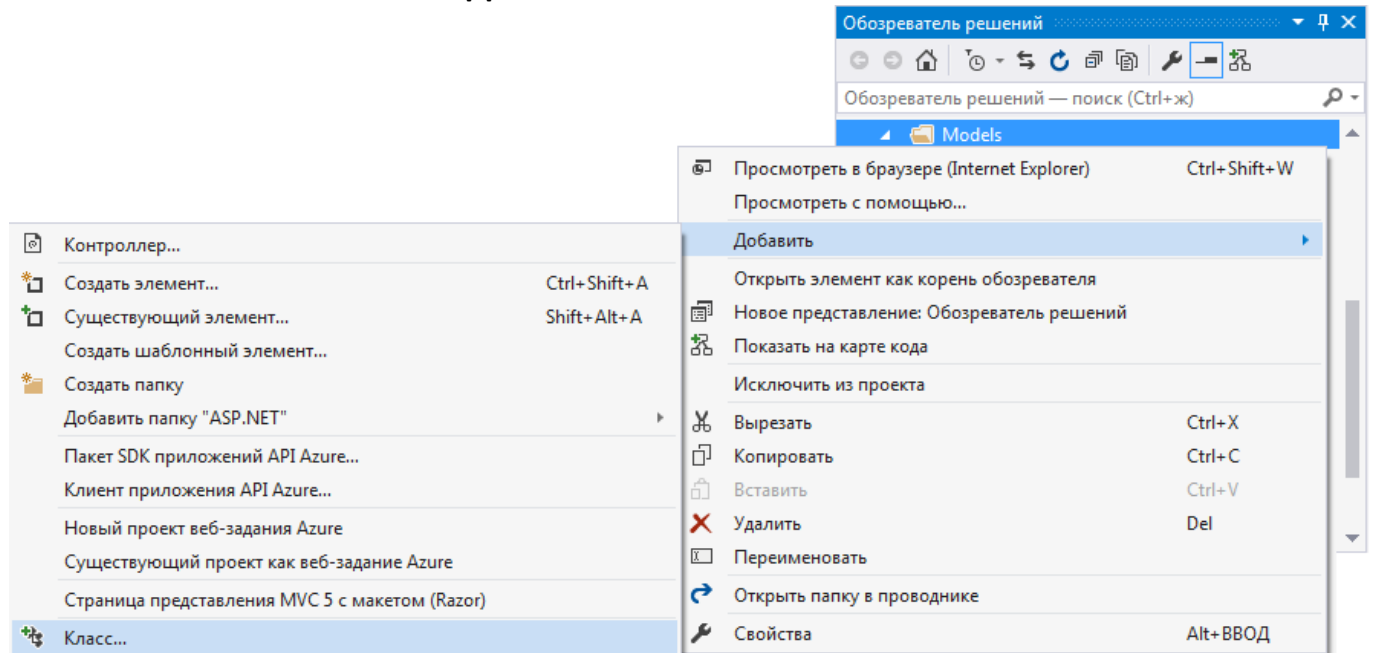 Обозреватель решений
Обозреватель решений — поиск (Ctrl+ж)
Models
Просмотреть в браузере (Internet Explorer) Ctrl+Shift+W
Просмотреть с помощью...
Добавить
Открыть элемент как корень обозревателя
Новое представление: Обозреватель решений
Показать на карте кода
Исключить из проекта
Вырезать Ctrl+X
Копировать Ctrl+C
Вставить Ctrl+V
Удалить Del
Переименовать
Открыть папку в проводнике
Свойства Alt+ВВОД
Контроллер...
Создать элемент... Ctrl+Shift+A
Существующий элемент... Shift+Alt+A
Создать шаблонный элемент...
Создать папку
Добавить папку "ASP.NET"
Пакет SDK приложений API Azure...
Клиент приложения API Azure...
Новый проект веб-задания Azure
Существующий проект как веб-задание Azure
Страница представления MVC 5 с макетом (Razor)
Класс...